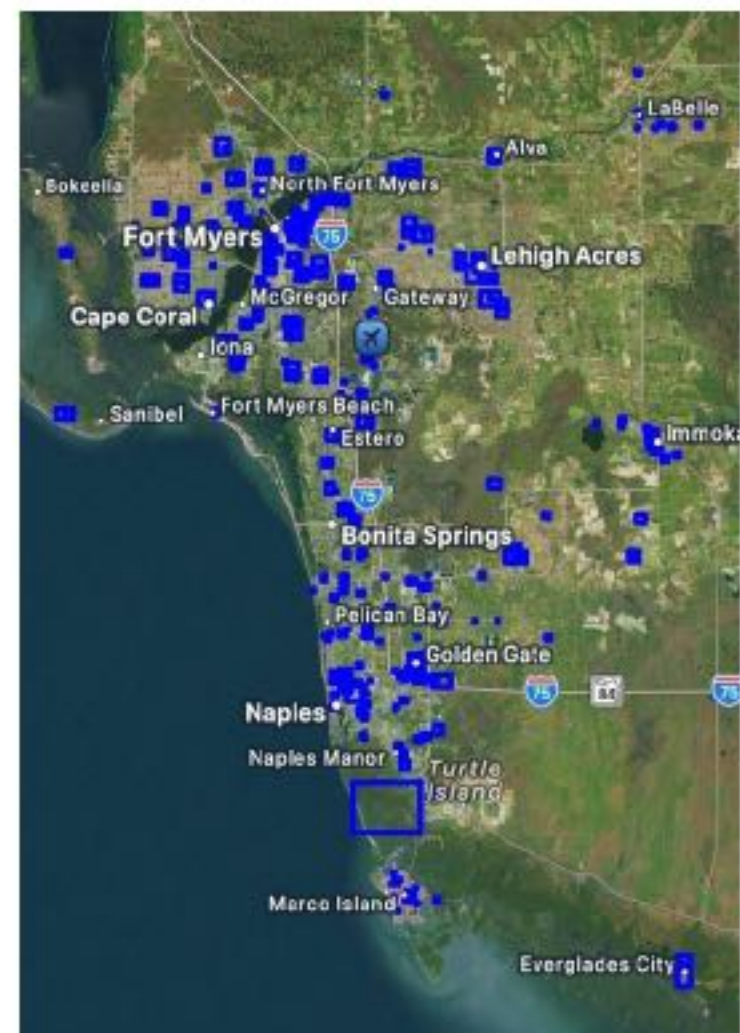 LaBelle
Alva
Bokeelia
North Fort Myers
75
Fort Myers
Lehigh Acres
McGregor
Gateway
Cape Coral
Iona
Sanibel
Fort Myers Beach
Immoka
Estero
75
Bonita Springs
Pelican Bay
Golden Gate
75
84
75
Naples
Naples Manor
Turtle
Island
Marco Island
Everglades City